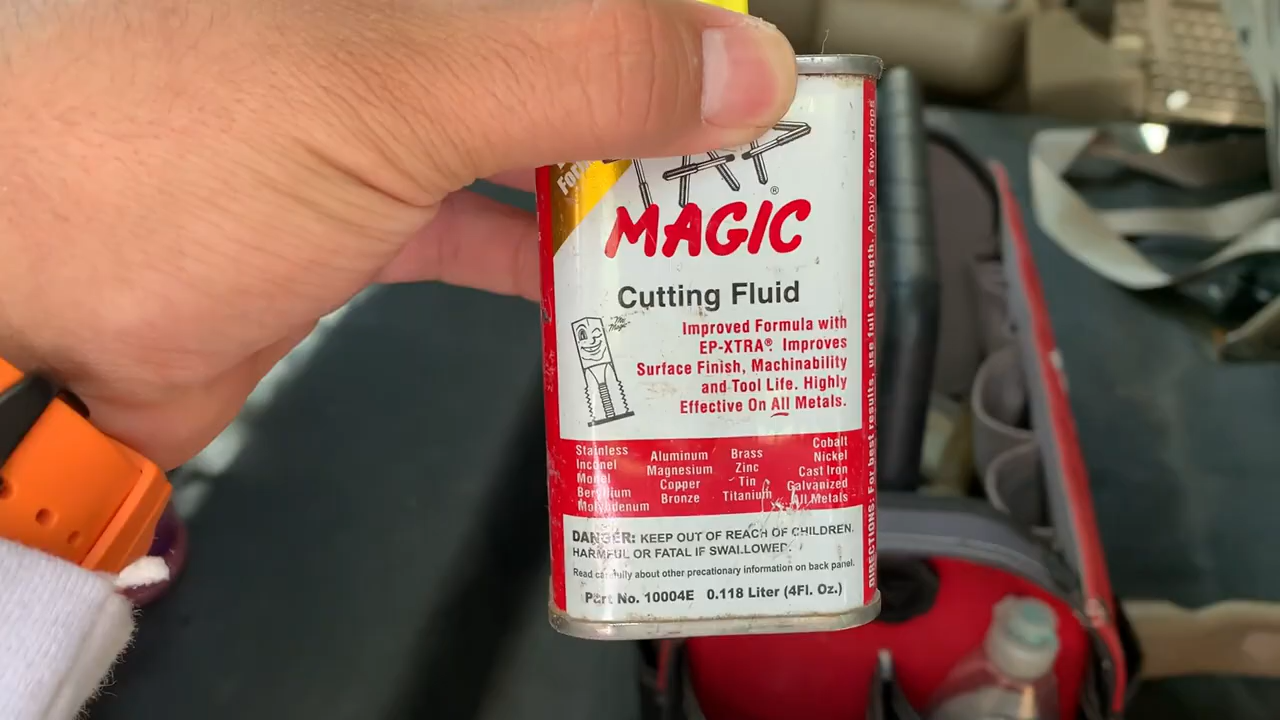 TAP
MAGIC®
Cutting Fluid
Improved Formula with
EP-XTRA® Improves
Surface Finish, Machinability
and Tool Life. Highly
Effective On All Metals.
Stainless Aluminum Brass Cobalt
Inconel Magnesium Zinc Nickel
Monel Copper Tin Cast Iron
Beryllium Bronze Titanium Galvanized
Molybdenum All Metals
DANGER: KEEP OUT OF REACH OF CHILDREN.
HARMFUL OR FATAL IF SWALLOWED.
Read carefully about other precautionary information on back panel.
Part No. 10004E 0.118 Liter (4Fl. Oz.)
DIRECTIONS: For best results, use full strength. Apply a few drops